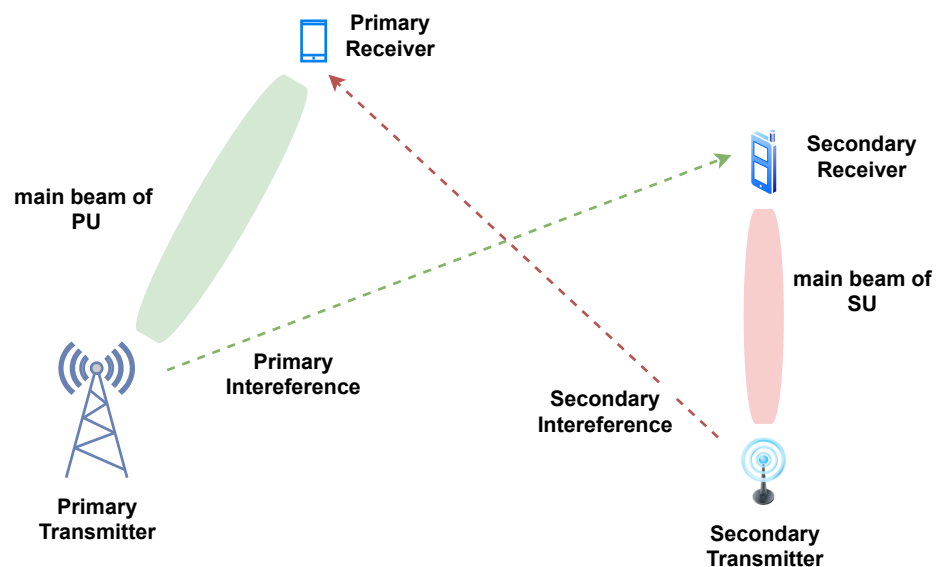 Primary
Receiver
Secondary
Receiver
main beam of
PU
main beam of
SU
Primary
Intereference
Secondary
Intereference
Primary
Transmitter
Secondary
Transmitter